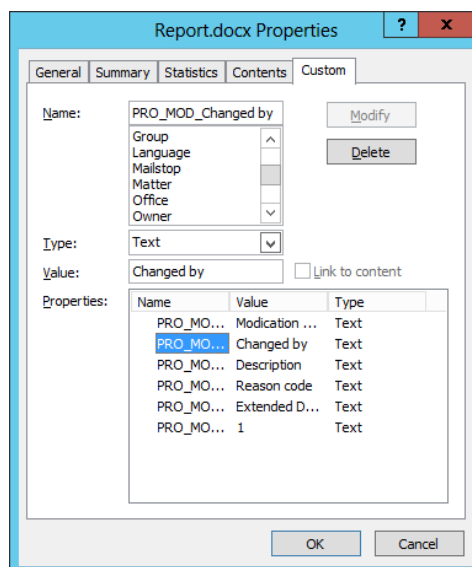 Report.docx Properties ? x
General Summary Statistics Contents Custom
Name: PRO_MOD_Changed by Modify
Group
Language Delete
Mailstop
Matter
Office
Owner
Type: Text
Value: Changed by Link to content
Properties: Name Value Type
PRO_MO... Modication ... Text
PRO_MO... Changed by Text
PRO_MO... Description Text
PRO_MO... Reason code Text
PRO_MO... Extended D... Text
PRO_MO... 1 Text
OK Cancel